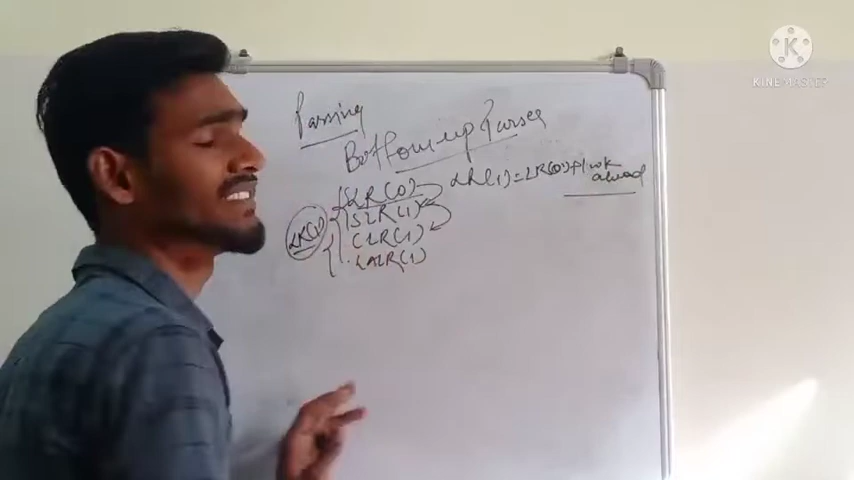 Parsing
Bottom-up Parser
LR(0)
LR(1) = LR(0) + look
ahead
LR(1)
SLR(1)
CLR(1)
LALR(1)
K
KINEMASTER